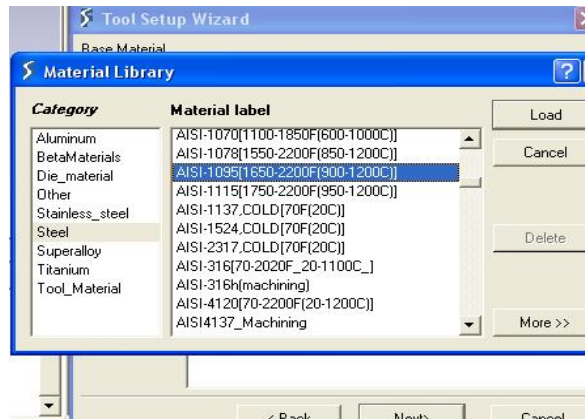 Tool Setup Wizard
Base Material
Material Library
?
Category
Material label
Aluminum
BetaMaterials
Die_material
Other
Stainless_steel
Steel
Superalloy
Titanium
Tool_Material
AISI-1070[1100-1850F(600-1000C)]
AISI-1078[1550-2200F(850-1200C)]
AISI-1095[1650-2200F(900-1200C)]
AISI-1115[1750-2200F(950-1200C)]
AISI-1137,COLD[70F(20C)]
AISI-1524,COLD[70F(20C)]
AISI-2317,COLD[70F(20C)]
AISI-316[70-2020F_20-1100C_]
AISI-316h(machining)
AISI-4120[70-2200F(20-1200C)]
AISI4137_Machining
Load
Cancel
Delete
More >>
< Back
Next>
Cancel